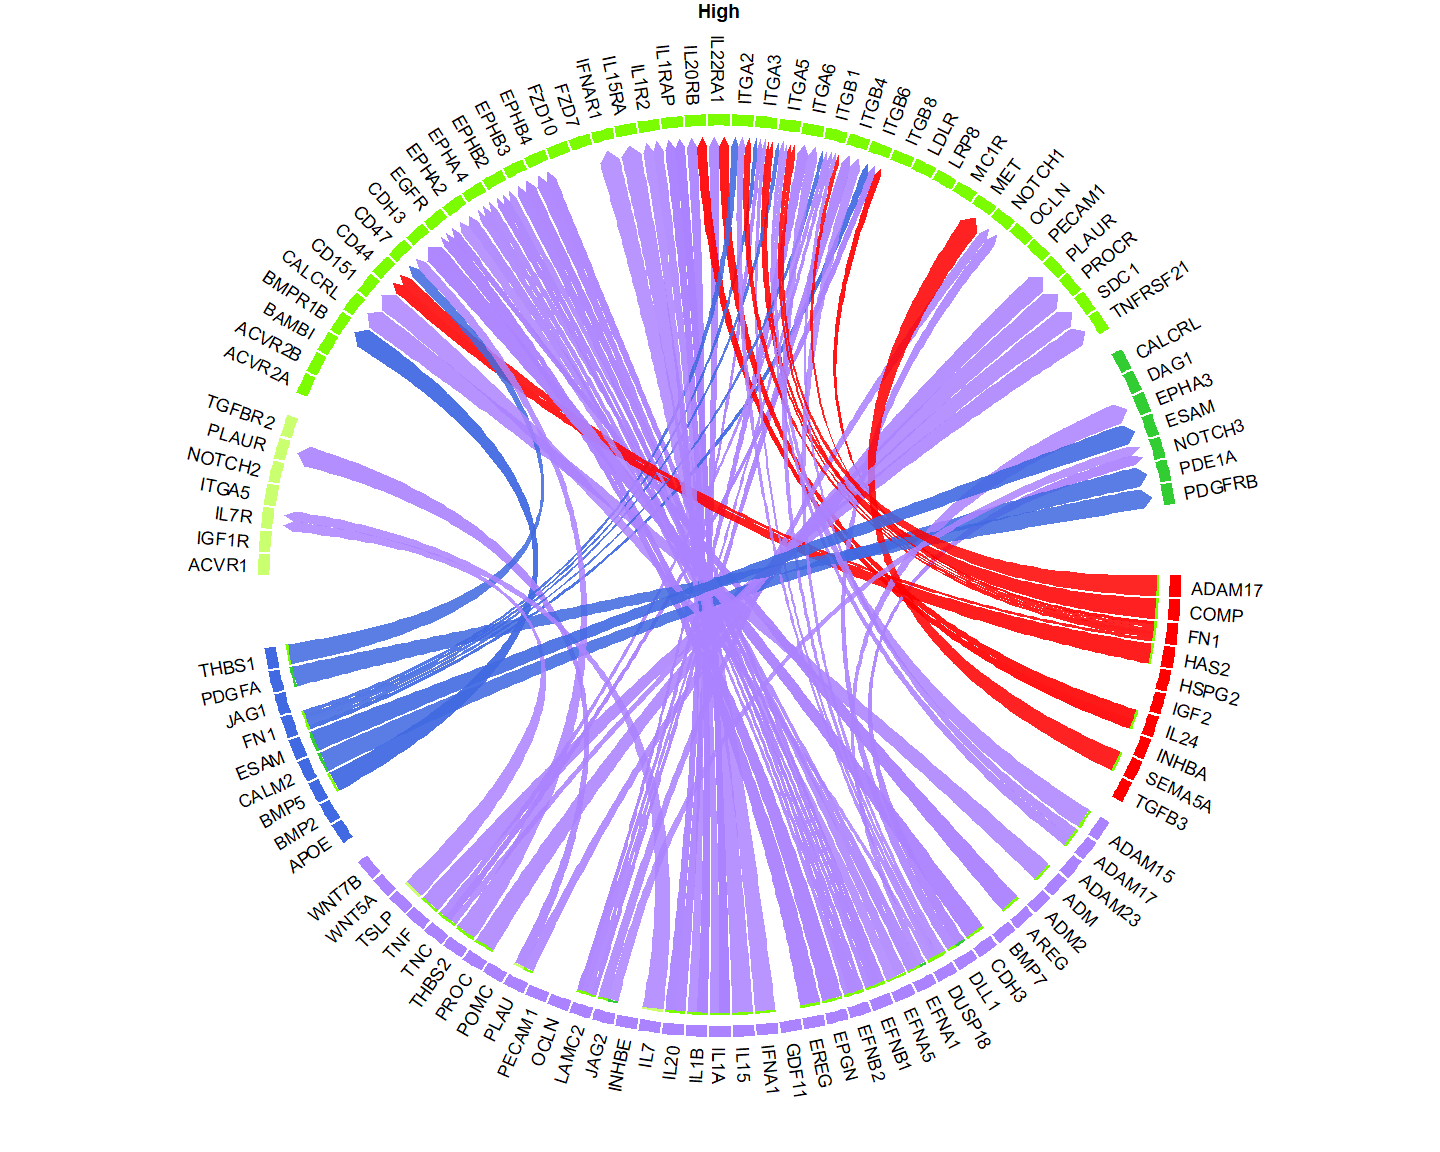 High
ACVR2A
ACVR2B
BAMBI
BMPR1B
CALCRL
CD151
CD44
CD47
CDH3
EGFR
EPHA2
EPHA4
EPHB2
EPHB3
EPHB4
FZD10
FZD7
IFNAR1
IL15RA
IL1R2
IL1RAP
IL20RB
IL22RA1
ITGA2
ITGA3
ITGA5
ITGA6
ITGB1
ITGB4
ITGB6
ITGB8
LDLR
LRP8
MC1R
MET
NOTCH1
OCLN
PECAM1
PLAUR
PROCR
SDC1
TNFRSF21
CALCRL
DAG1
EPHA3
ESAM
NOTCH3
PDE1A
PDGFRB
ADAM17
COMP
FN1
HAS2
HSPG2
IGF2
IL24
INHBA
SEMA5A
TGFB3
ADAM15
ADAM17
ADAM23
ADM
ADM2
AREG
BMP7
CDH3
DLL1
DUSP18
EFNA1
EFNA5
EFNB1
EFNB2
EPGN
EREG
GDF11
IFNA1
IL15
IL1A
IL1B
IL20
IL7
INHBE
JAG2
LAMC2
OCLN
PECAM1
PLAU
POMC
PROC
THBS2
TNC
TNF
TSLP
WNT5A
WNT7B
APOE
BMP2
BMP5
CALM2
ESAM
FN1
JAG1
PDGFA
THBS1
ACVR1
IGF1R
IL7R
ITGA5
NOTCH2
PLAUR
TGFBR2